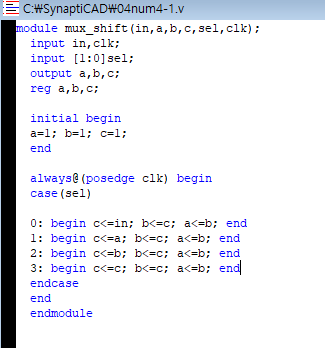 C:₩SynaptiCAD₩04num4-1.v
module mux_shift(in,a,b,c,sel,clk);
input in,clk;
input [1:0]sel;
output a,b,c;
reg a,b,c;
initial begin
a=1; b=1; c=1;
end
always@(posedge clk) begin
case(sel)
0: begin c<=in; b<=c; a<=b; end
1: begin c<=a; b<=c; a<=b; end
2: begin c<=b; b<=c; a<=b; end
3: begin c<=c; b<=c; a<=b; end
endcase
end
endmodule